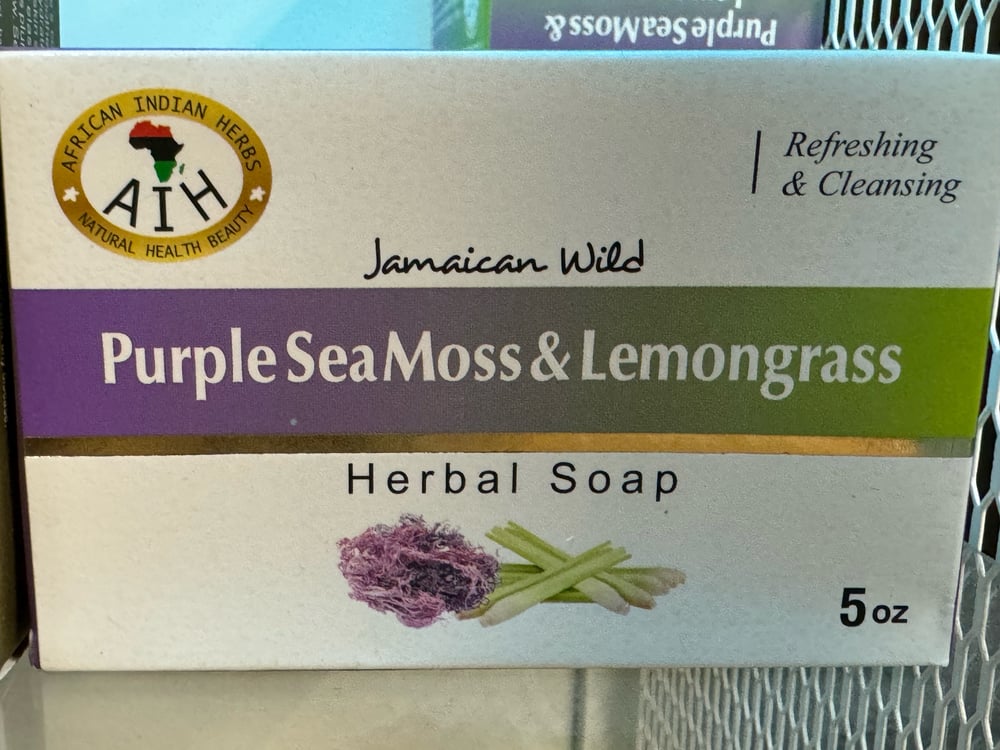 Purple Sea Moss &
AFRICAN INDIAN HERBS
AIH
NATURAL HEALTH BEAUTY
Refreshing
& Cleansing
Jamaican Wild
Purple Sea Moss & Lemongrass
Herbal Soap
5 oz